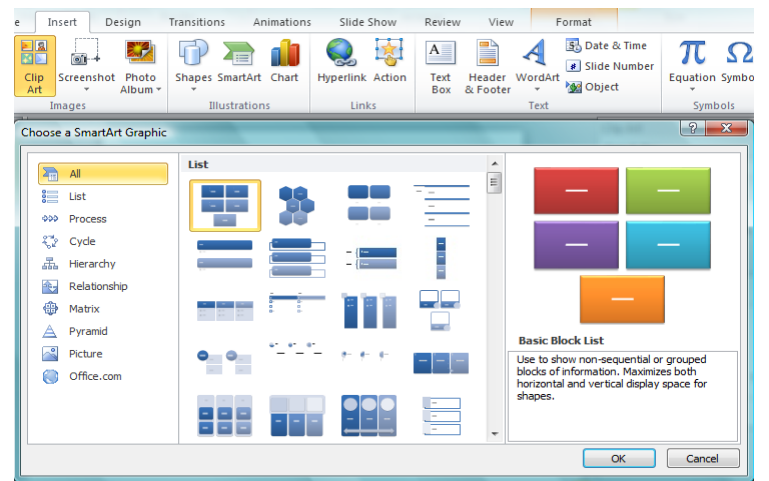 e Insert Design Transitions Animations Slide Show Review View Format
Clip Art Screenshot Photo Album Shapes SmartArt Chart Hyperlink Action Text Box Header & Footer WordArt Date & Time Slide Number Object Equation Symbo
Images Illustrations Links Text Symbols
Choose a SmartArt Graphic
All
List
Process
Cycle
Hierarchy
Relationship
Matrix
Pyramid
Picture
Office.com
List
Basic Block List
Use to show non-sequential or grouped
blocks of information. Maximizes both
horizontal and vertical display space for
shapes.
OK Cancel